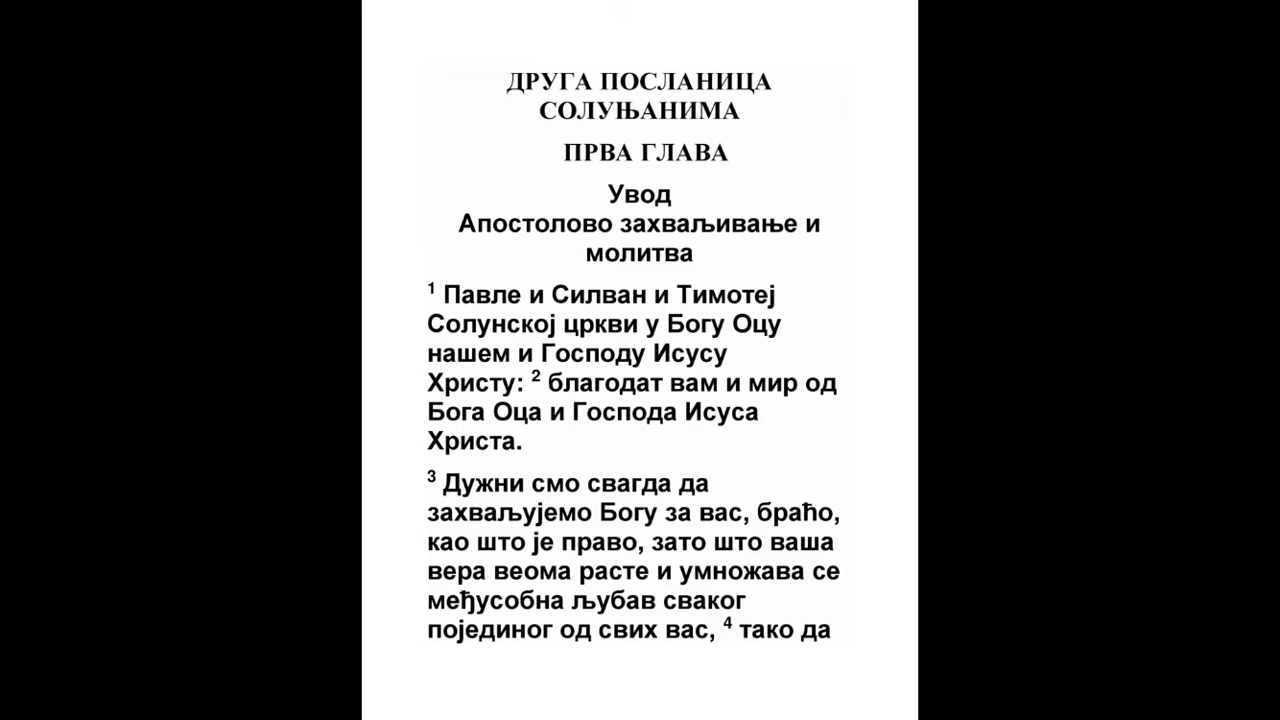 ДРУГА ПОСЛАНИЦА
СОЛУЊАНИМА
ПРВА ГЛАВА
Увод
Апостолово захваљивање и
молитва
1 Павле и Силван и Тимотеј
Солунској цркви у Богу Оцу
нашем и Господу Исусу
Христу: 2 благодат вам и мир од
Бога Оца и Господа Исуса
Христа.
3 Дужни смо свагда да
захваљујемо Богу за вас, браћо,
као што је право, зато што ваша
вера веома расте и умножава се
међусобна љубав сваког
појединог од свих вас, 4 тако да